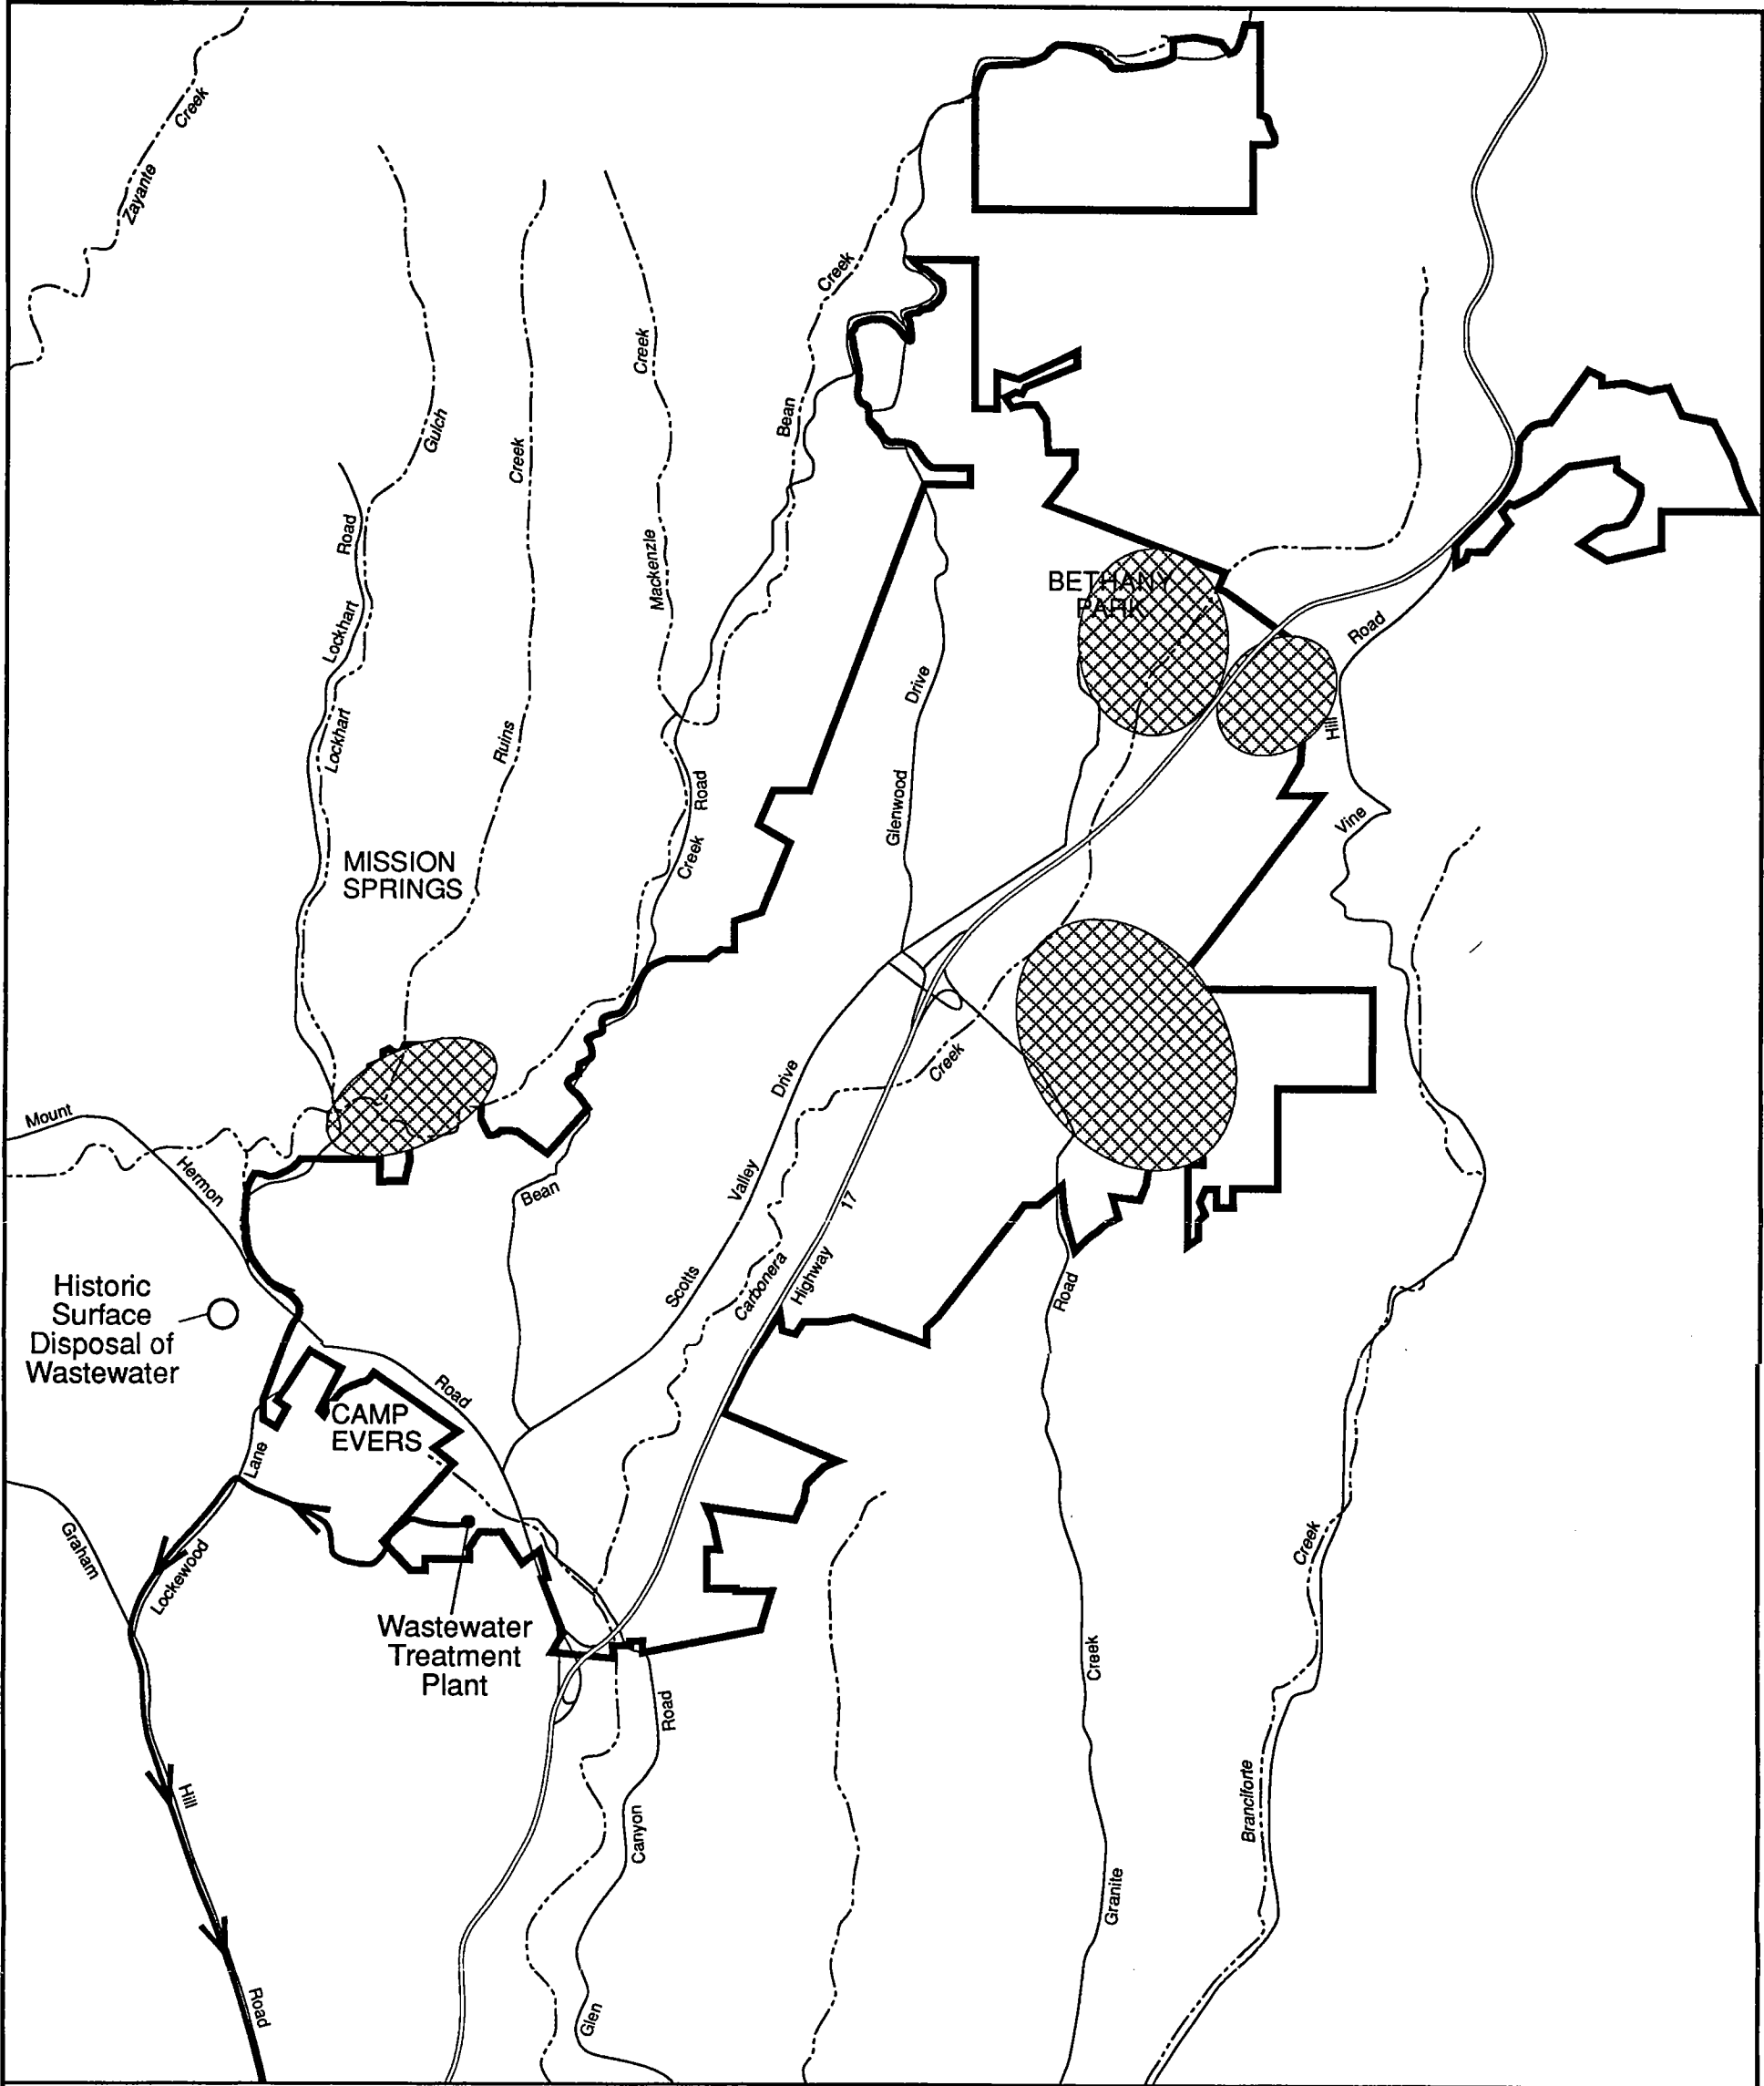 Zayante
Creek
Creek
Bean
Creek
Mackenzie
Creek
Ruins
Gulch
Lockhart
Road
Lockhart
BETHANY
PARK
Road
Hill
Vine
Drive
Glenwood
Road
Creek
Bean
MISSION
SPRINGS
Mount
Hermon
Road
Creek
Carbonera
Drive
Valley
Scotts
17
Highway
Historic
Surface
Disposal of
Wastewater
CAMP
EVERS
Lane
Lockewood
Graham
Hill
Road
Wastewater
Treatment
Plant
Road
Canyon
Glen
Road
Creek
Granite
Creek
Branciforte